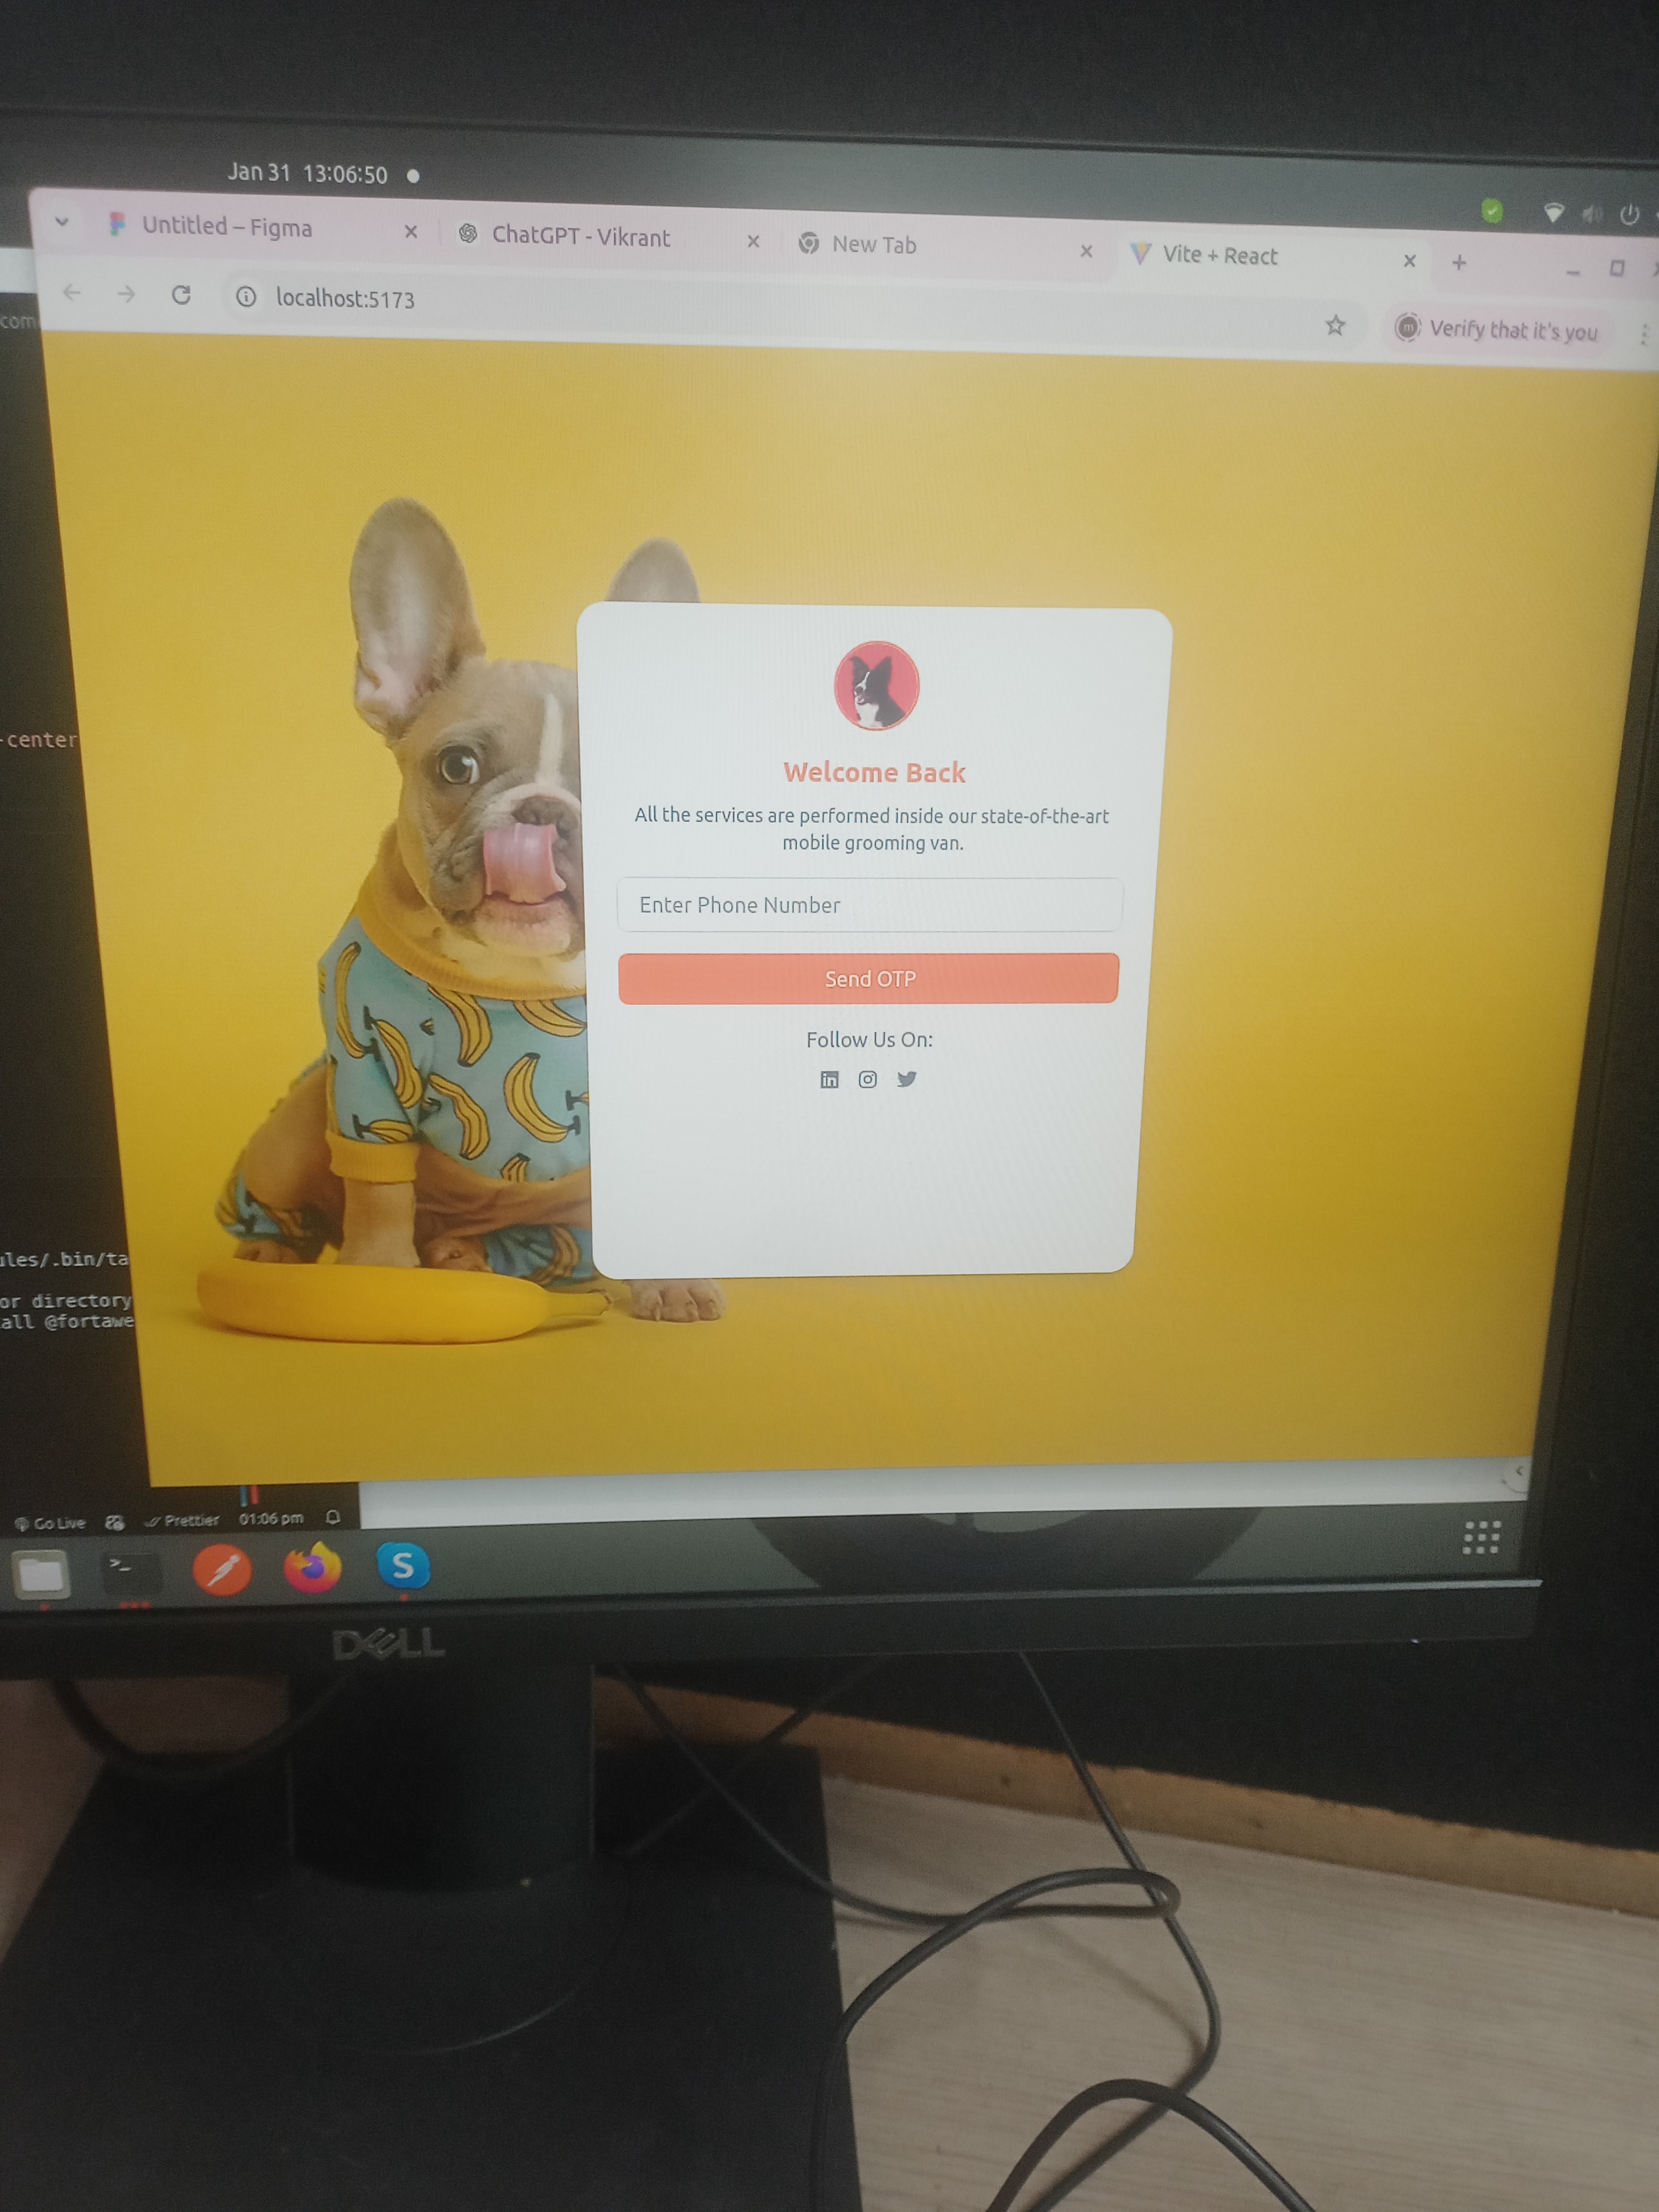 Jan 31 13:06:50
Untitled – Figma
ChatGPT - Vikrant
New Tab
Vite + React
localhost:5173
Verify that it's you
com
-center
Welcome Back
All the services are performed inside our state-of-the-art
mobile grooming van.
Enter Phone Number
Send OTP
Follow Us On:
in
ules/.bin/ta
or directory
all @fortawe
Go Live
Prettier
01:06 pm
S
DELL